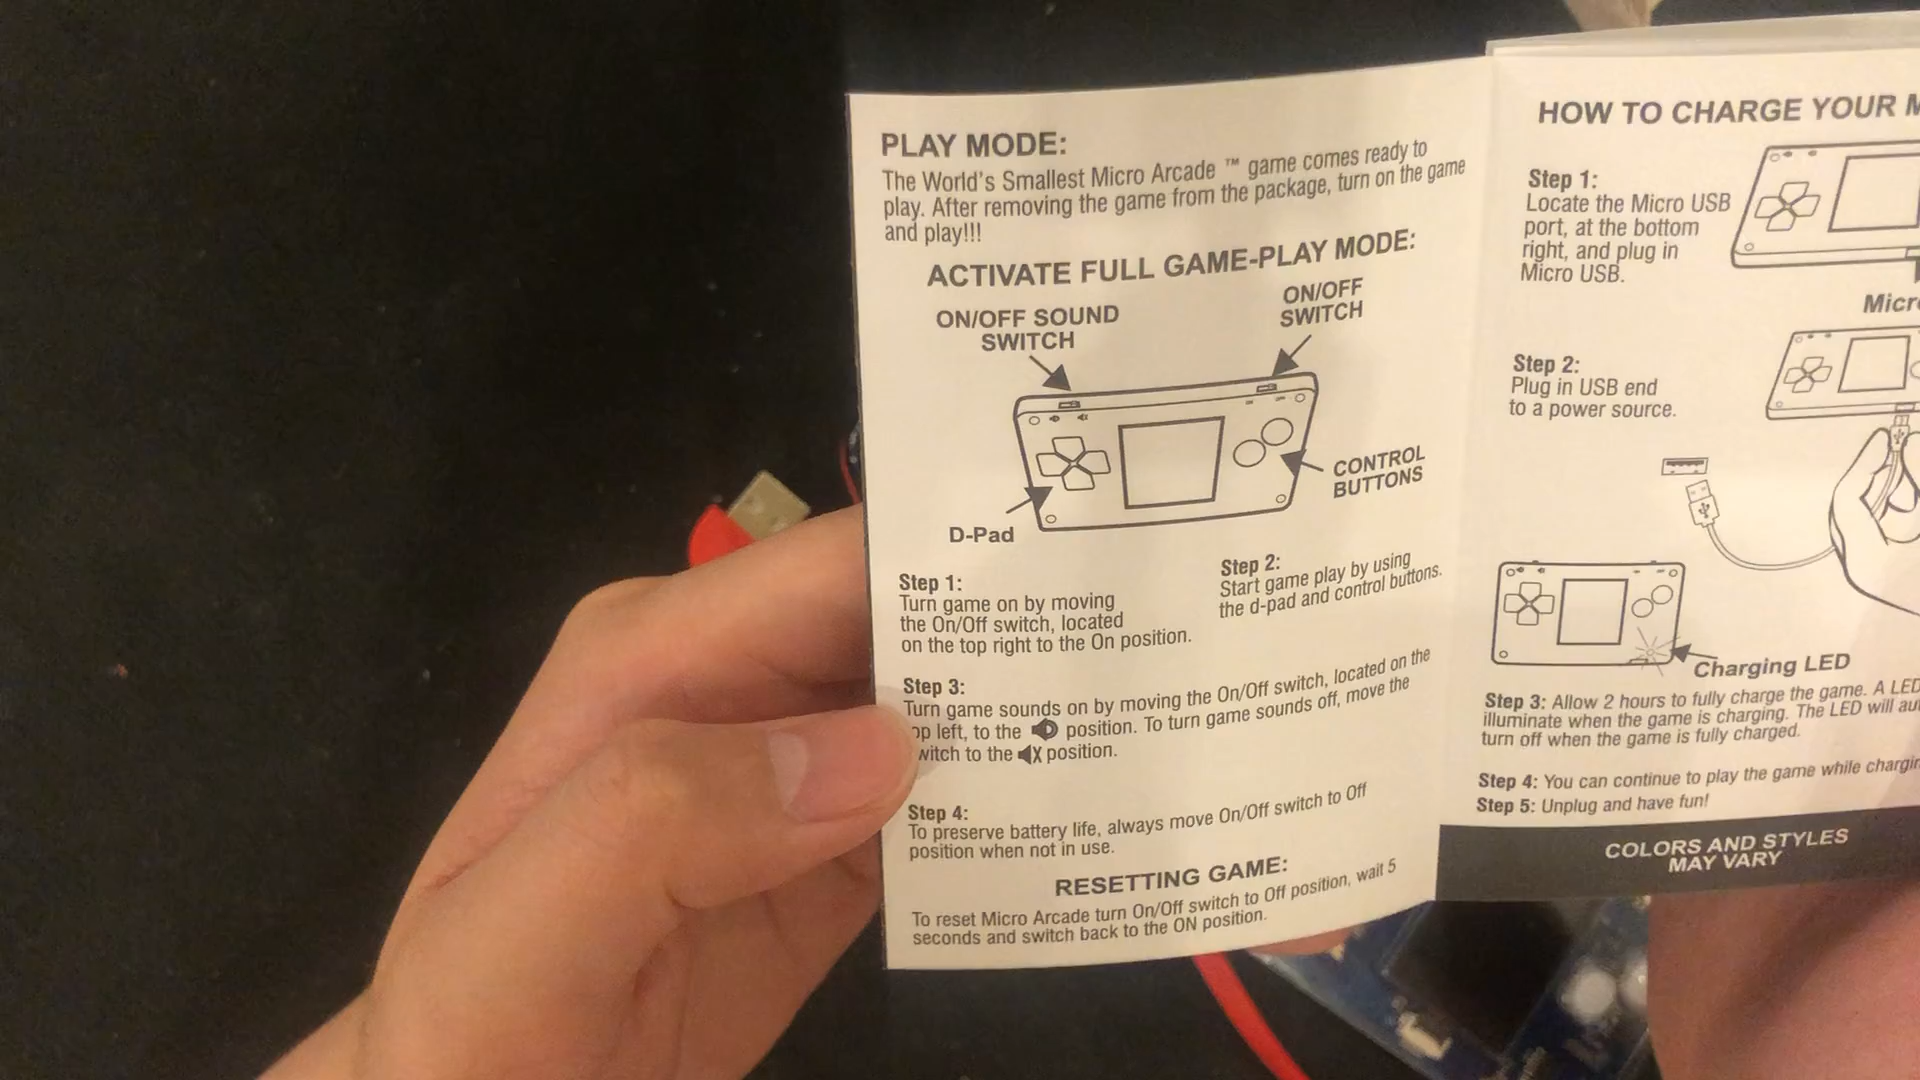 PLAY MODE:
The World's Smallest Micro Arcade ™ game comes ready to
play. After removing the game from the package, turn on the game
and play!!!
ACTIVATE FULL GAME-PLAY MODE:
ON/OFF SOUND
SWITCH
ON/OFF
SWITCH
CONTROL
BUTTONS
D-Pad
Step 1:
Turn game on by moving
the On/Off switch, located
on the top right to the On position.
Step 2:
Start game play by using
the d-pad and control buttons.
Step 3:
Turn game sounds on by moving the On/Off switch, located on the
op left, to the position. To turn game sounds off, move the
witch to the position.
Step 4:
To preserve battery life, always move On/Off switch to Off
position when not in use.
RESETTING GAME:
To reset Micro Arcade turn On/Off switch to Off position, wait 5
seconds and switch back to the ON position.
HOW TO CHARGE YOUR M
Step 1:
Locate the Micro USB
port, at the bottom
right, and plug in
Micro USB.
Micro
Step 2:
Plug in USB end
to a power source.
Charging LED
Step 3: Allow 2 hours to fully charge the game. A LED
illuminate when the game is charging. The LED will au
turn off when the game is fully charged.
Step 4: You can continue to play the game while chargin
Step 5: Unplug and have fun!
COLORS AND STYLES
MAY VARY